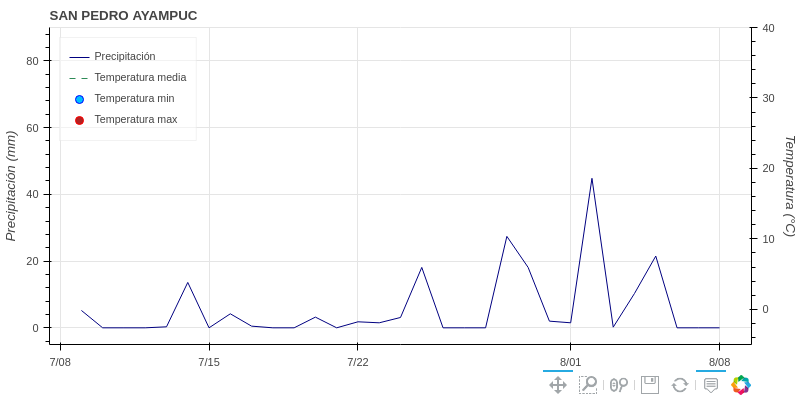 SAN PEDRO AYAMPUC
Precipitación
Temperatura media
Temperatura min
Temperatura max
Precipitación (mm)
80
60
40
20
0
Temperatura (°C)
40
30
20
10
0
7/08
7/15
7/22
8/01
8/08